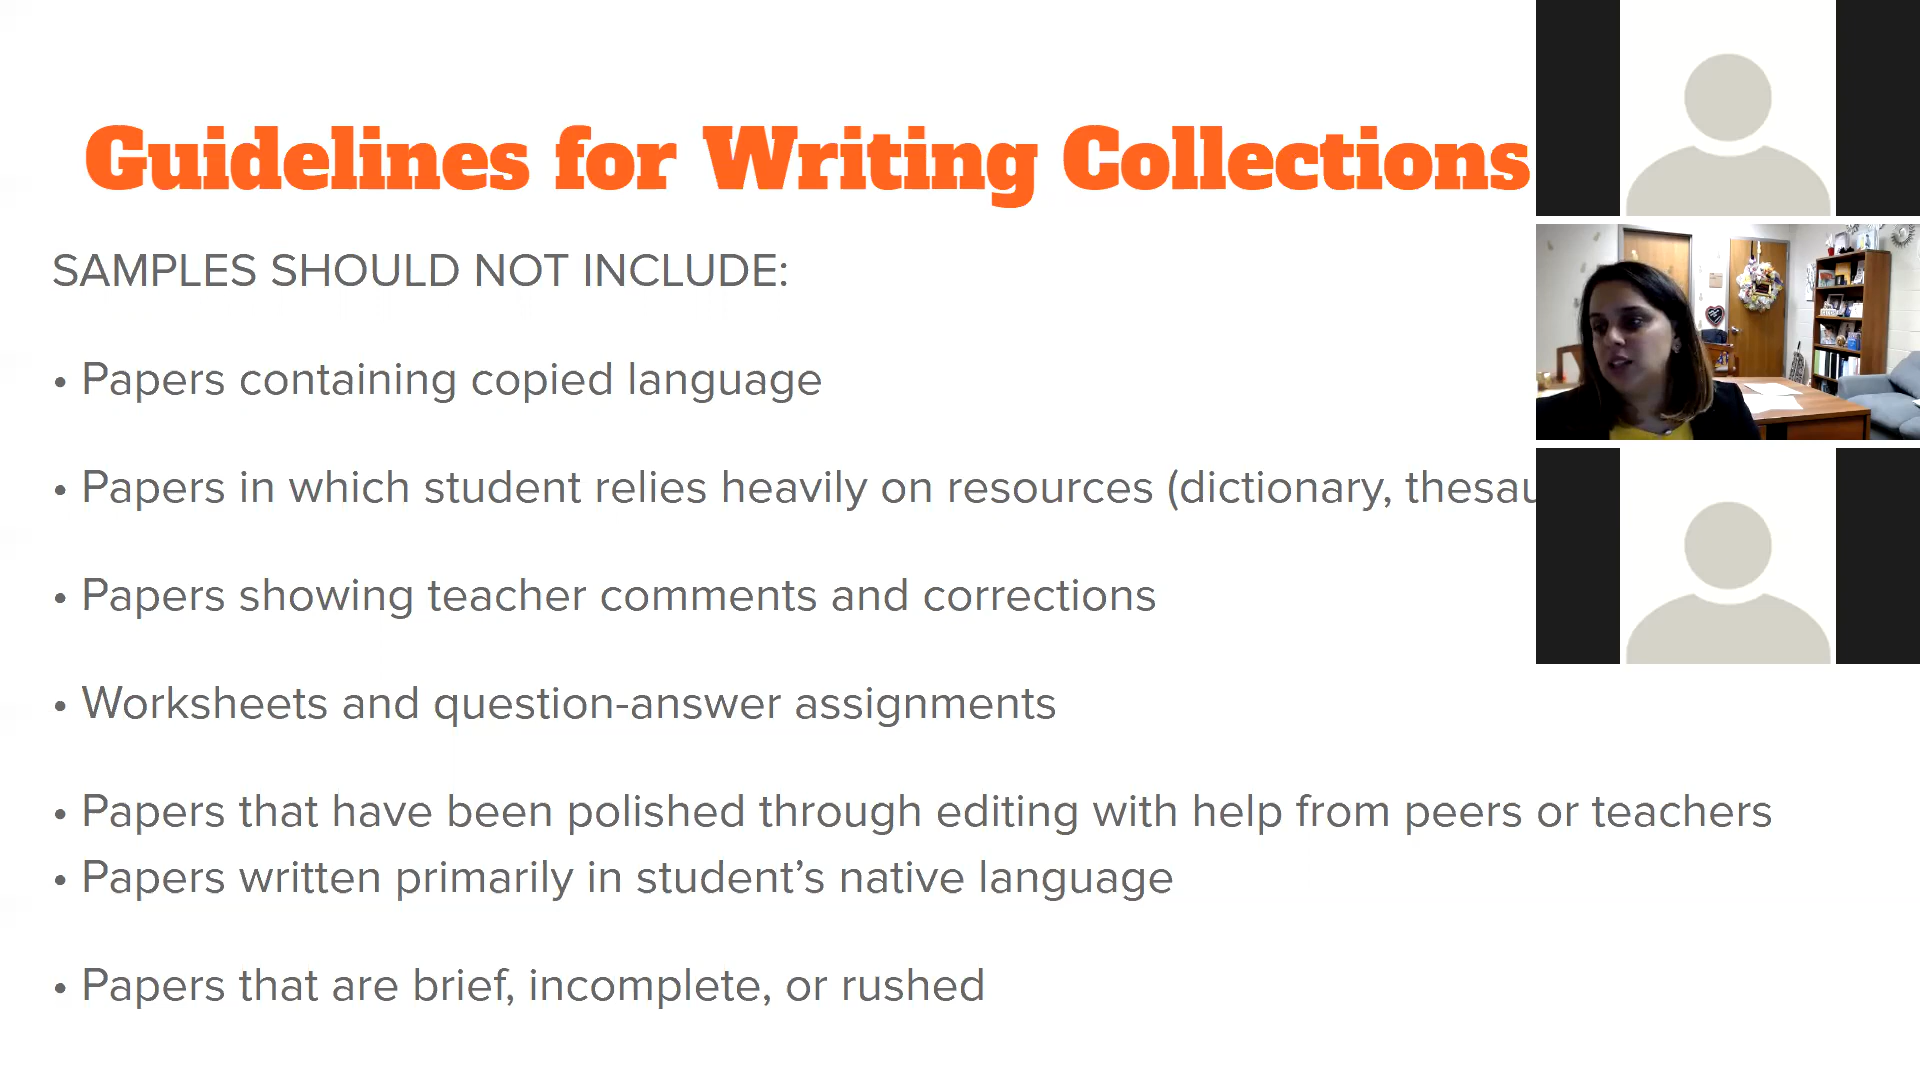 Guidelines for Writing Collections
SAMPLES SHOULD NOT INCLUDE:
• Papers containing copied language
• Papers in which student relies heavily on resources (dictionary,
• Papers showing teacher comments and corrections
• Worksheets and question-answer assignments
• Papers that have been polished through editing with help from peers or teachers
• Papers written primarily in student’s native language
• Papers that are brief, incomplete, or rushed